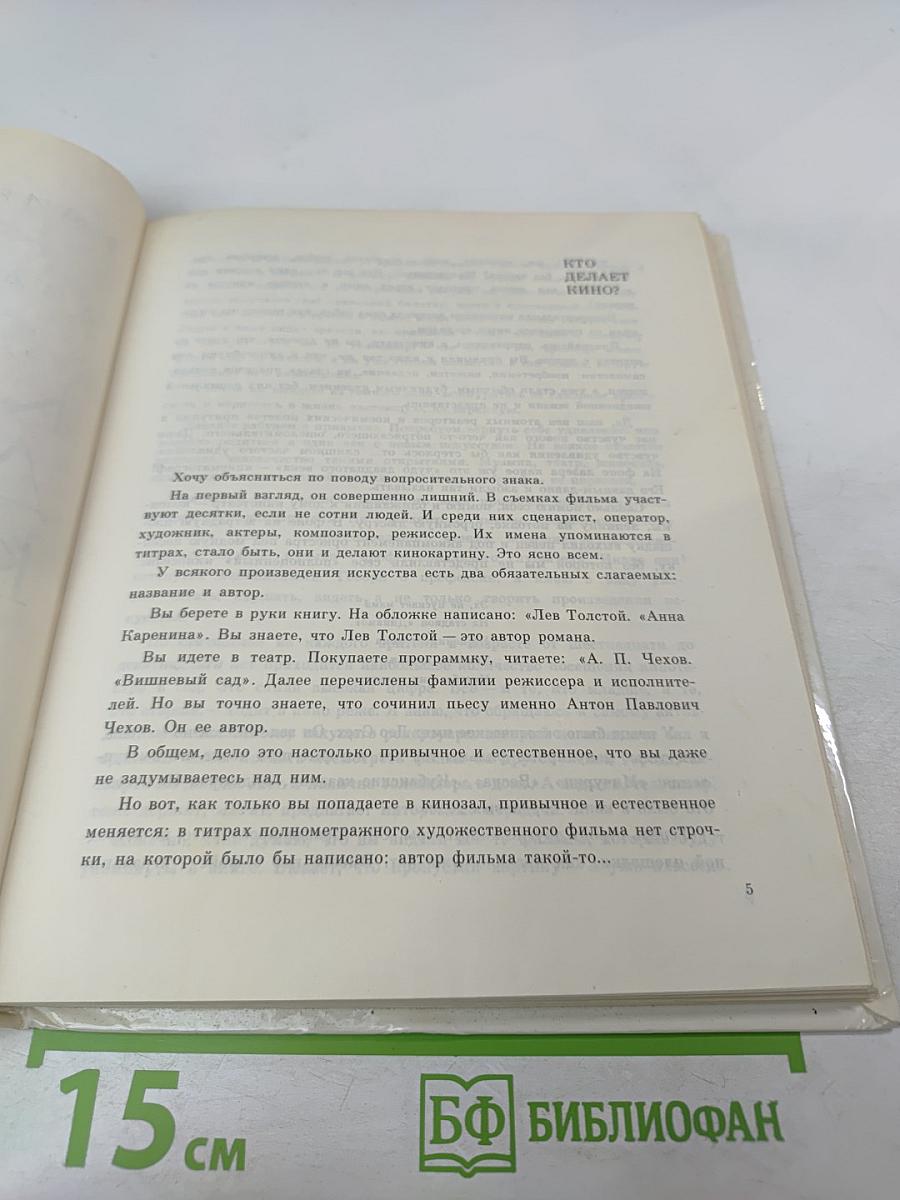 КТО
ДЕЛАЕТ
КИНО?
Хочу объясниться по поводу вопросительного знака.
На первый взгляд, он совершенно лишний. В съемках фильма участ-
вуют десятки, если не сотни людей. И среди них сценарист, оператор,
художник, актеры, композитор, режиссер. Их имена упоминаются в
титрах, стало быть, они и делают кинокартину. Это ясно всем.
У всякого произведения искусства есть два обязательных слагаемых:
название и автор.
Вы берете в руки книгу. На обложке написано: «Лев Толстой. «Анна
Каренина». Вы знаете, что Лев Толстой — это автор романа.
Вы идете в театр. Покупаете программку, читаете: «А. П. Чехов.
«Вишневый сад». Далее перечислены фамилии режиссера и исполните-
лей. Но вы точно знаете, что сочинил пьесу именно Антон Павлович
Чехов. Он ее автор.
В общем, дело это настолько привычное и естественное, что вы даже
не задумываетесь над ним.
Но вот, как только вы попадаете в кинозал, привычное и естественное
меняется: в титрах полнометражного художественного фильма нет строч-
ки, на которой было бы написано: автор фильма такой-то...
5
15 см
БФ БИБЛИОФАН